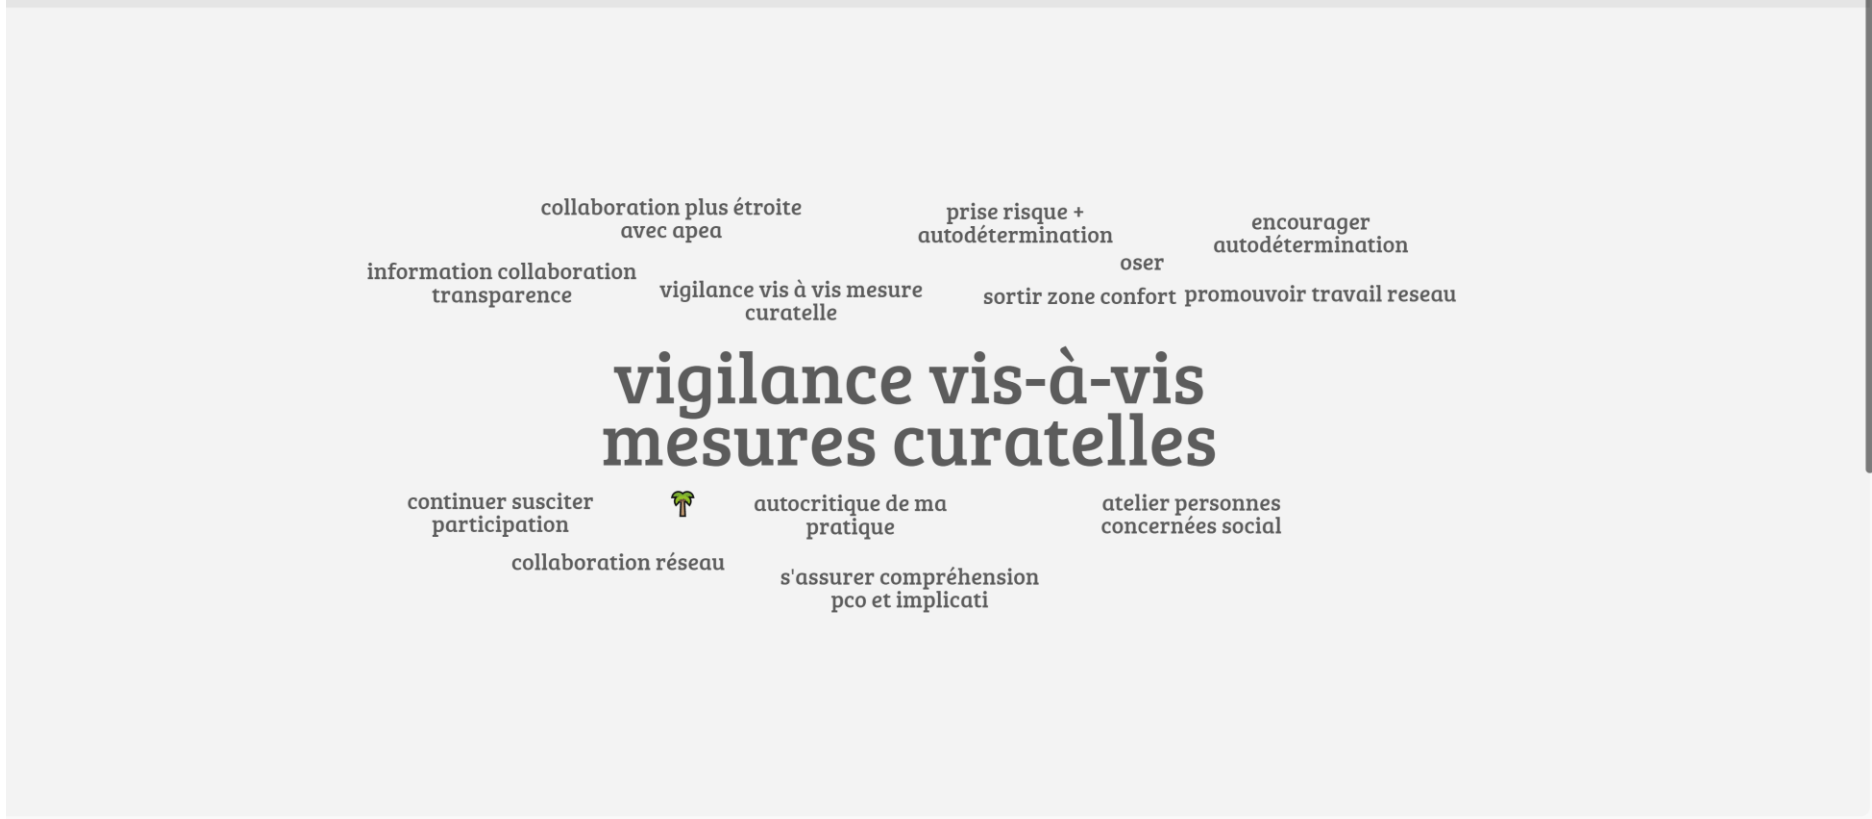 collaboration plus étroite
avec apea
prise risque +
autodétermination
encourager
autodétermination
oser
information collaboration
transparence
vigilance vis à vis mesure
curatelle
sortir zone confort
promouvoir travail reseau
vigilance vis-à-vis
mesures curatelles
continuer susciter
participation
autocritique de ma
pratique
atelier personnes
concernées social
collaboration réseau
s'assurer compréhension
pco et implicati